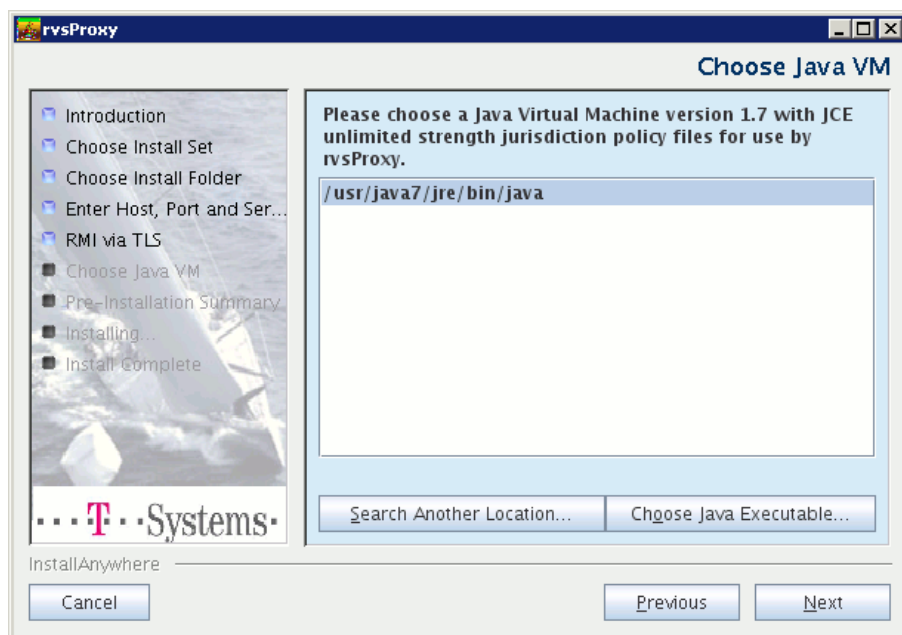 rvsProxy
Choose Java VM
Introduction
Choose Install Set
Choose Install Folder
Enter Host, Port and Ser...
RMI via TLS
Choose Java VM
Pre-Installation Summary
Installing...
Install Complete
Please choose a Java Virtual Machine version 1.7 with JCE
unlimited strength jurisdiction policy files for use by
rvsProxy.
/usr/java7/jre/bin/java
····T··Systems·
Search Another Location...
Choose Java Executable...
InstallAnywhere
Cancel
Previous
Next